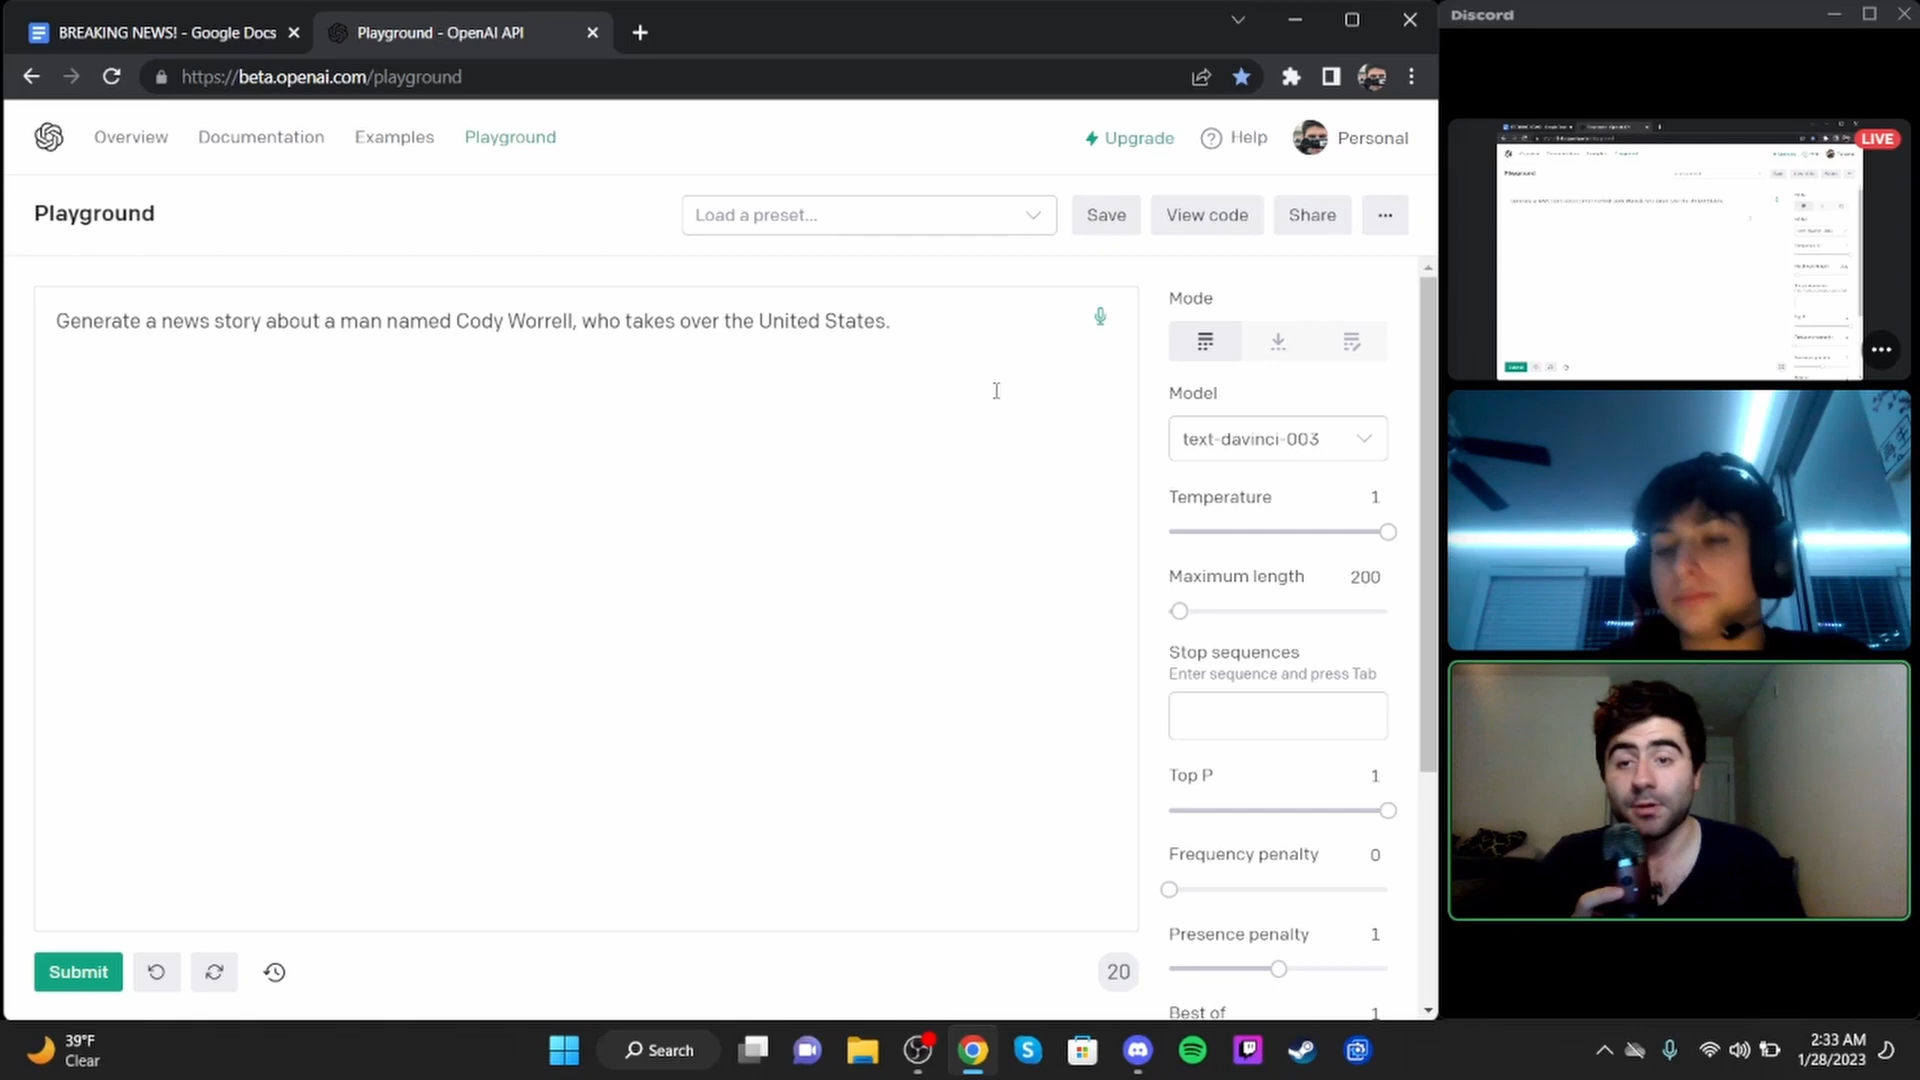 BREAKING NEWS! - Google Docs
Playground - OpenAI API
Discord
https://beta.openai.com/playground
Overview
Documentation
Examples
Playground
Upgrade
Help
Personal
LIVE
Playground
Load a preset...
Save
View code
Share
Generate a news story about a man named Cody Worrell, who takes over the United States.
Mode
Model
text-davinci-003
Temperature 1
Maximum length 200
Stop sequences
Enter sequence and press Tab
Top P 1
Frequency penalty 0
Presence penalty 1
Best of 1
Submit
20
39°F
Clear
Search
2:33 AM
1/28/2023